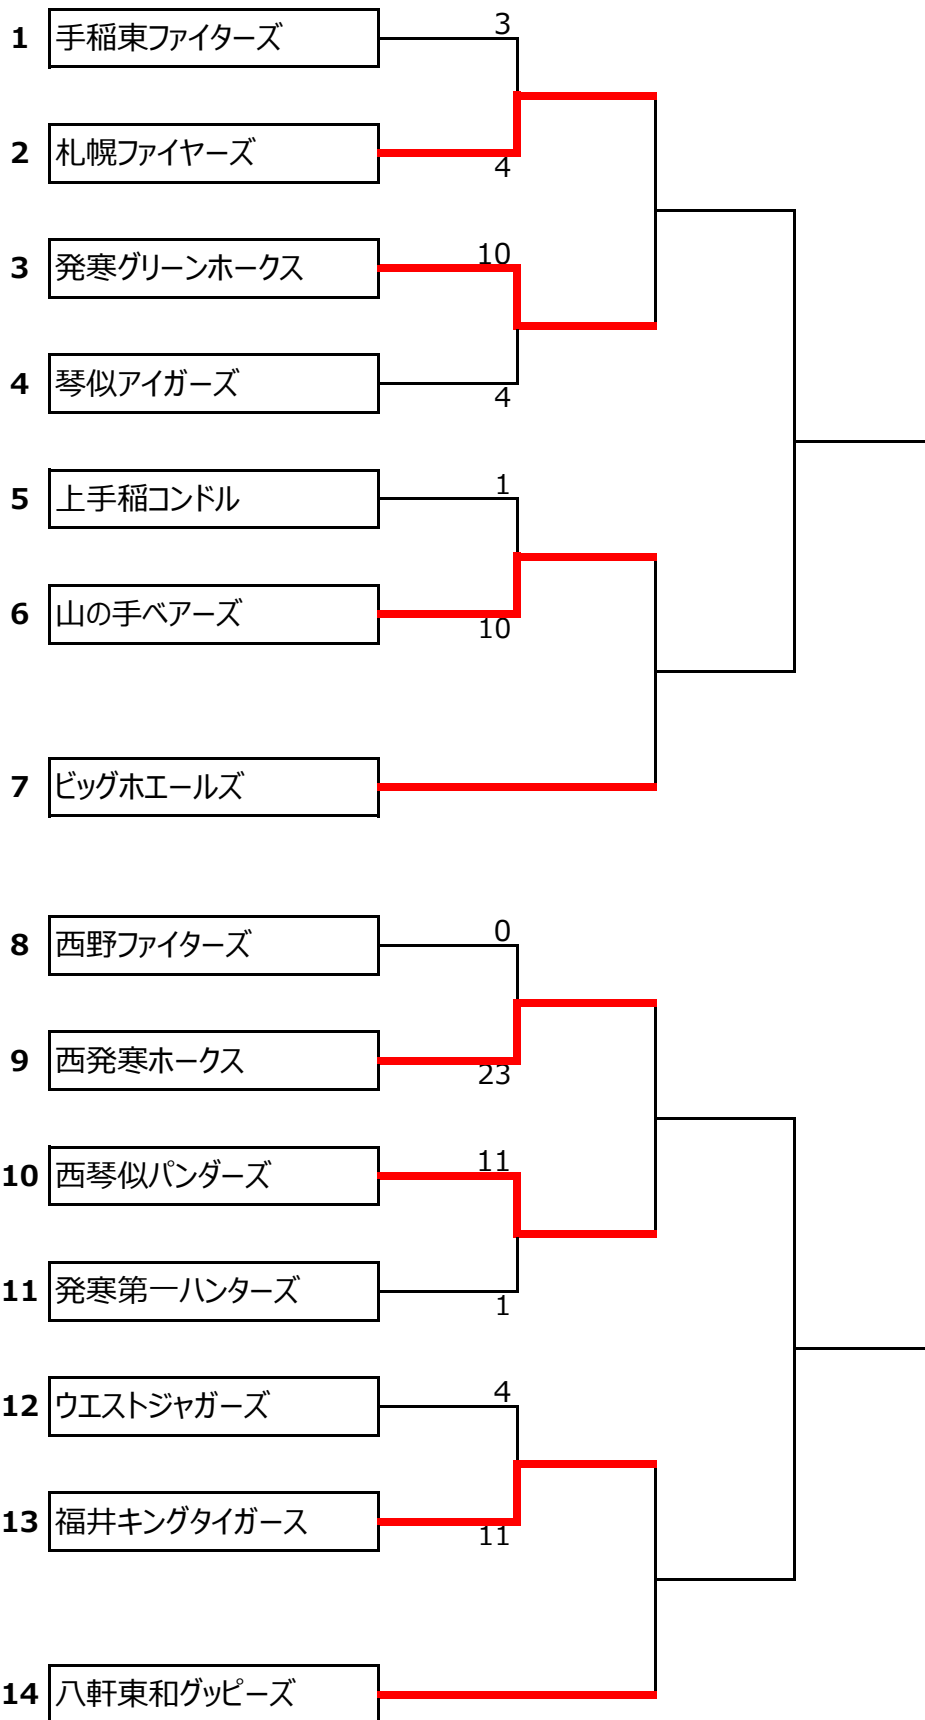 1 手稲東ファイターズ 3
2 札幌ファイヤーズ 4
3 発寒グリーンホークス 10
4 琴似アイガーズ 4
5 上手稲コンドル 1
6 山の手ベアーズ 10
7 ビッグホエールズ
8 西野ファイターズ 0
9 西発寒ホークス 23
10 西琴似パンダーズ 11
11 発寒第一ハンターズ 1
12 ウエストジャガーズ 4
13 福井キングタイガース 11
14 八軒東和グッピーズ